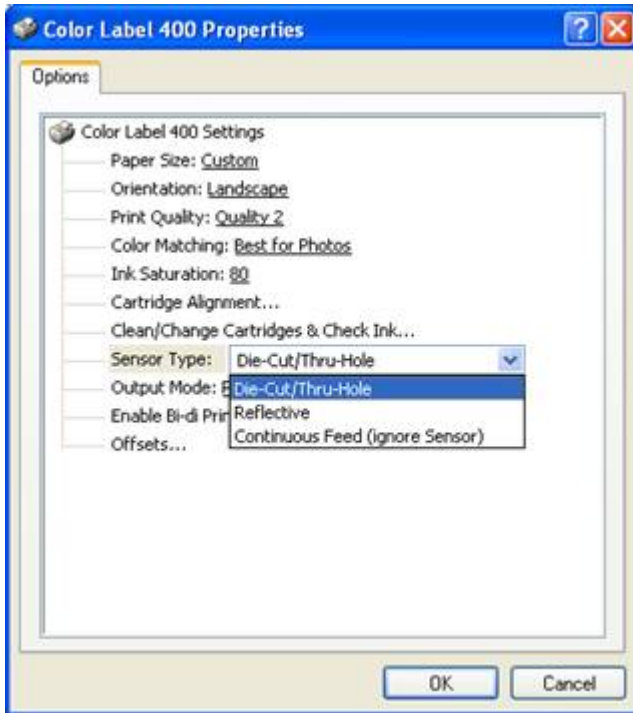 Color Label 400 Properties
Options
Color Label 400 Settings
Paper Size: Custom
Orientation: Landscape
Print Quality: Quality 2
Color Matching: Best for Photos
Ink Saturation: 80
Cartridge Alignment...
Clean/Change Cartridges & Check Ink...
Sensor Type: Die-Cut/Thru-Hole
Output Mode: Die-Cut/Thru-Hole
Enable Bi-di Reflective
Continuous Feed (ignore Sensor)
Offsets...
OK Cancel